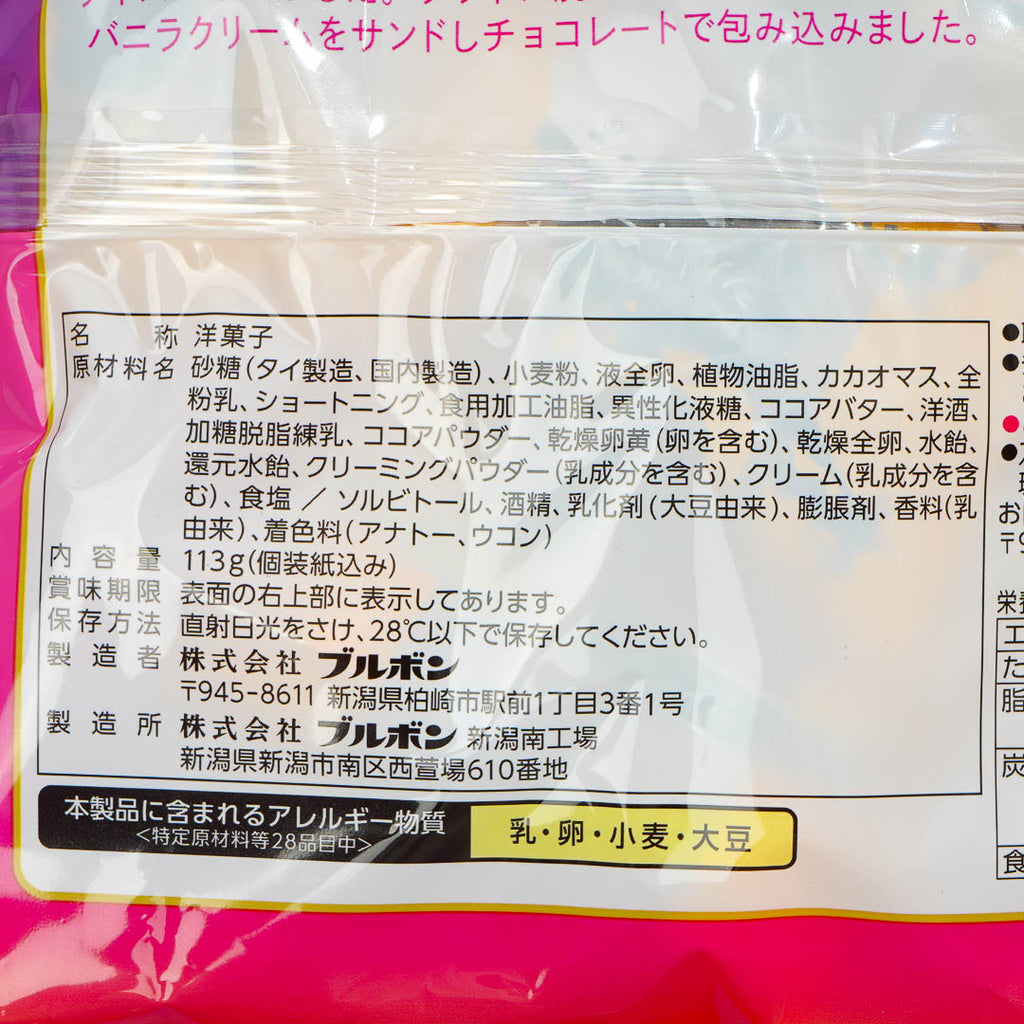 バニラクリームをサンドしチョコレートで包み込みました。
名称 洋菓子
原材料名 砂糖(タイ製造、国内製造)、小麦粉、液全卵、植物油脂、カカオマス、全
粉乳、ショートニング、食用加工油脂、異性化液糖、ココアバター、洋酒、
加糖脱脂練乳、ココアパウダー、乾燥卵黄(卵を含む)、乾燥全卵、水飴、
還元水飴、クリーミングパウダー(乳成分を含む)、クリーム(乳成分を含
む)、食塩/ソルビトール、酒精、乳化剤(大豆由来)、膨脹剤、香料(乳
由来)、着色料(アナトー、ウコン)
内容量 113g(個装紙込み)
賞味期限 表面の右上部に表示してあります。
保存方法 直射日光をさけ、28℃以下で保存してください。
製造者 株式会社 ブルボン
〒945-8611 新潟県柏崎市駅前1丁目3番1号
製造所 株式会社 ブルボン 新潟南工場
新潟県新潟市南区西萱場610番地
本製品に含まれるアレルギー物質
<特定原材料等28品目中>
乳・卵・小麦・大豆